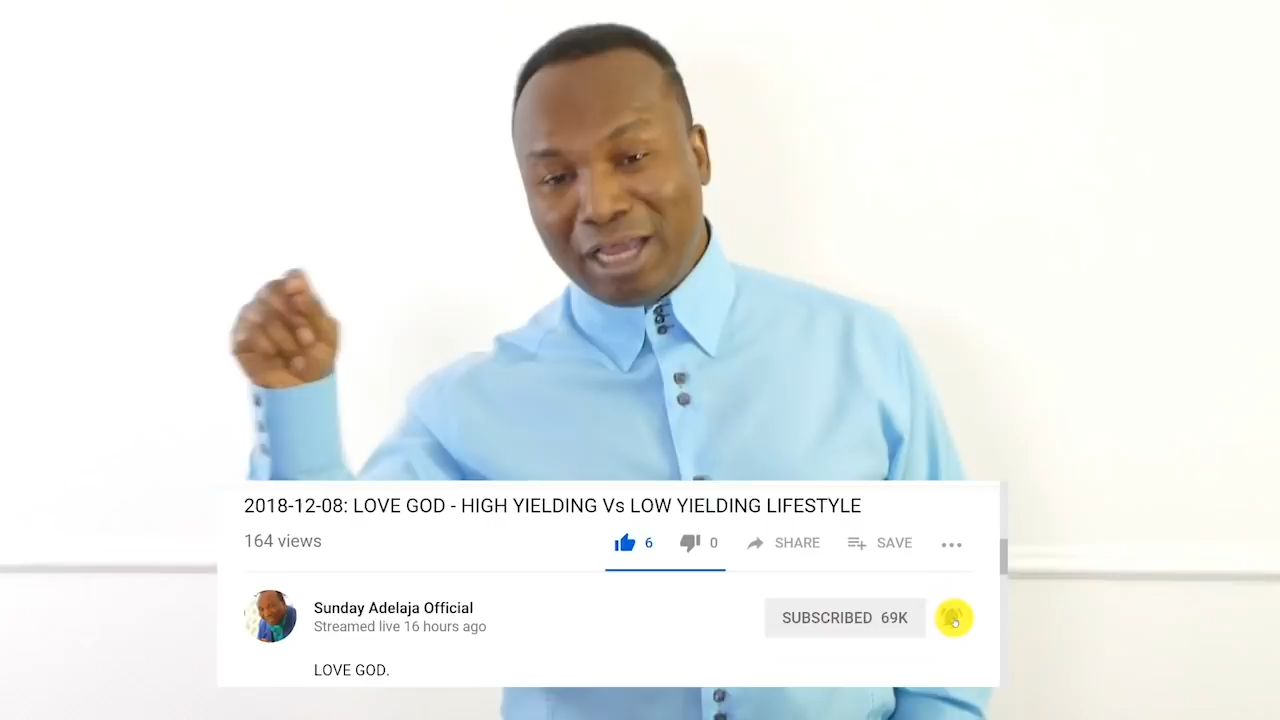 2018-12-08: LOVE GOD - HIGH YIELDING Vs LOW YIELDING LIFESTYLE
164 views
6
0
SHARE
SAVE
Sunday Adelaja Official
SUBSCRIBED 69K
Streamed live 16 hours ago
LOVE GOD.